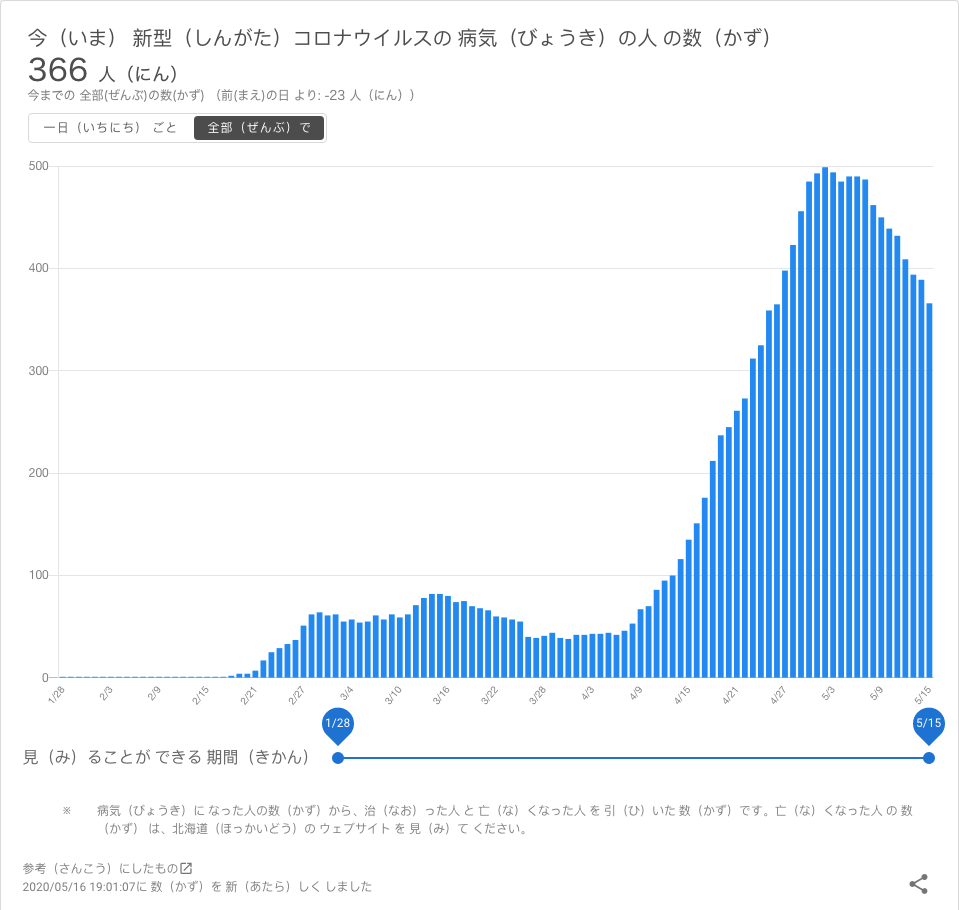 今（いま） 新型（しんがた）コロナウイルスの 病気（びょうき）の人 の数（かず）
366 人（にん）
今までの 全部(ぜんぶ)の数(かず) （前(まえ)の日 より: -23 人（にん））
一日（いちにち） ごと 全部（ぜんぶ）で
500
400
300
200
100
0
1/28 2/3 2/9 2/15 2/21 2/27 3/4 3/10 3/16 3/22 3/28 4/3 4/9 4/15 4/21 4/27 5/3 5/9 5/15
1/28 5/15
見（み）ることが できる 期間（きかん）
※ 病気（びょうき）に なった人の数（かず）から、治（なお）った人 と 亡（な）くなった人 を 引（ひ）いた 数（かず）です。亡（な）くなった人 の 数
（かず） は、北海道（ほっかいどう）の ウェブサイト を 見（み）て ください。
参考（さんこう）にしたもの
2020/05/16 19:01:07に 数（かず）を 新（あたら）しく しました